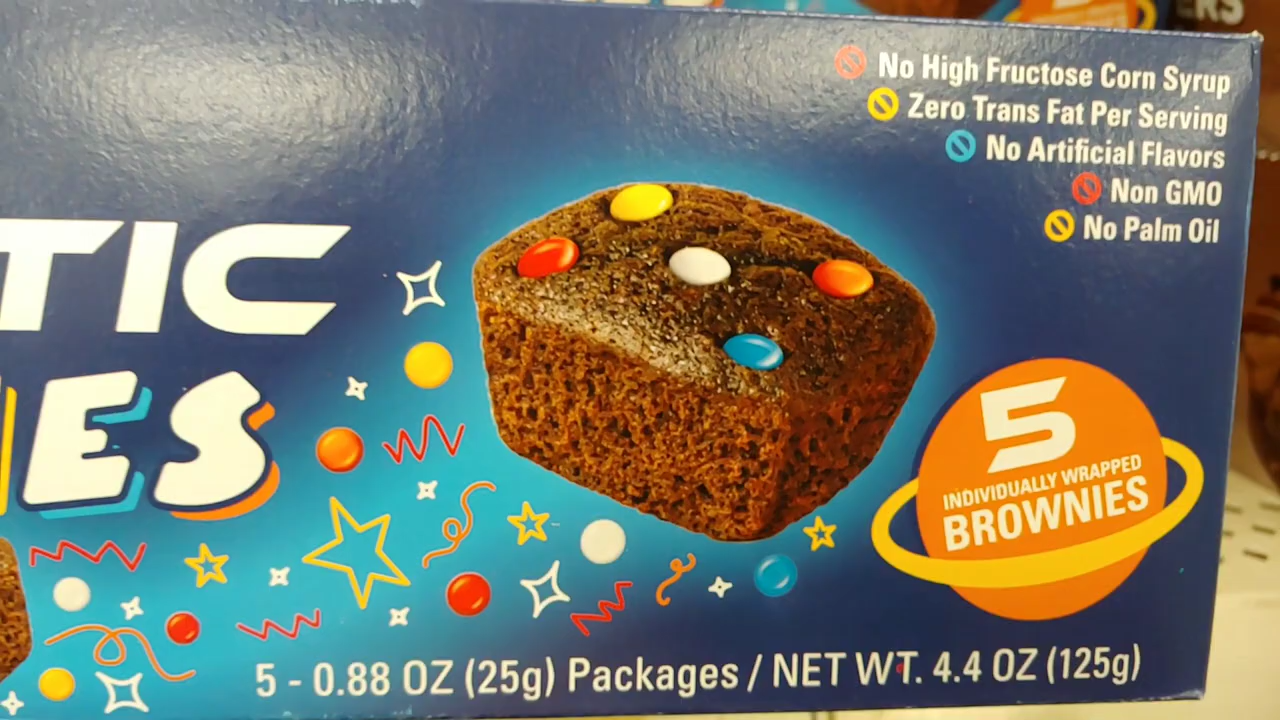 No High Fructose Corn Syrup
Zero Trans Fat Per Serving
No Artificial Flavors
Non GMO
No Palm Oil
TIC
ES
5
INDIVIDUALLY WRAPPED
BROWNIES
5 - 0.88 OZ (25g) Packages / NET WT. 4.4 OZ (125g)